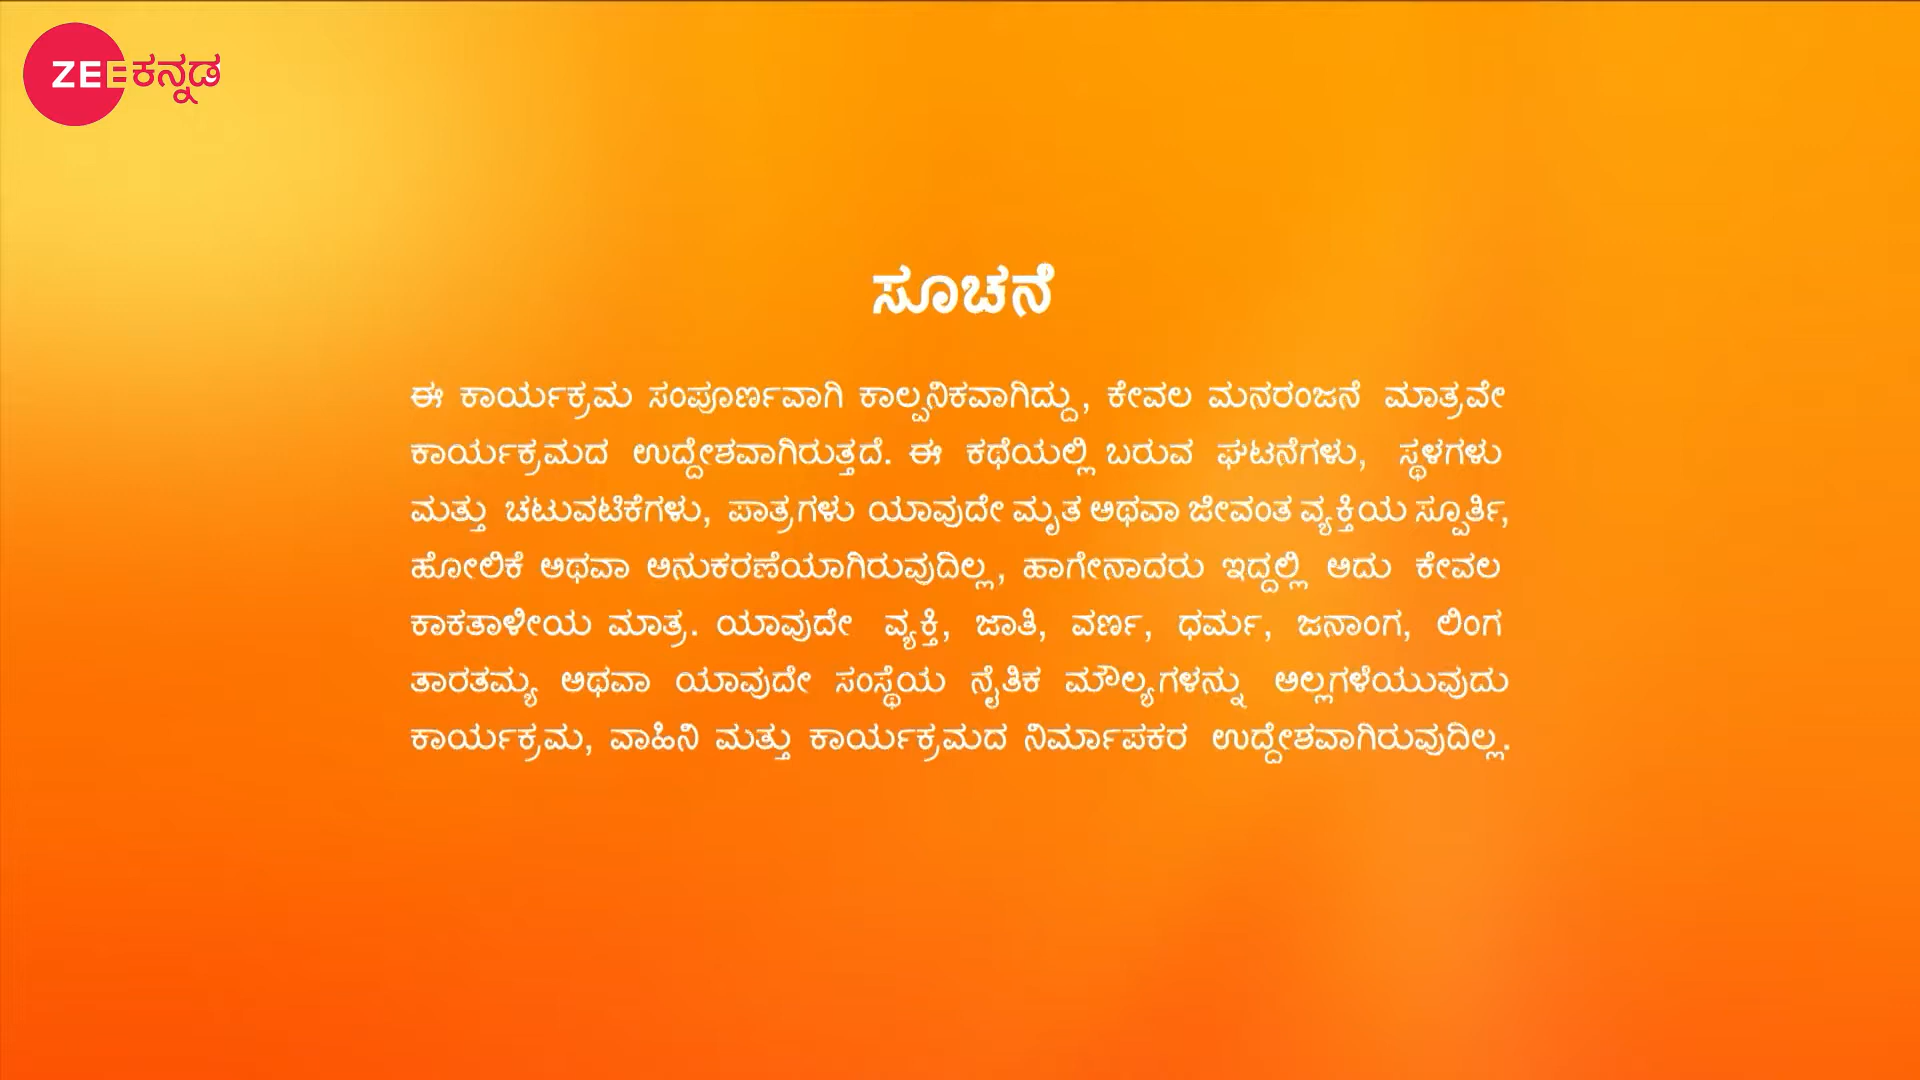 ZEEಕನ್ನಡ
ಸೂಚನೆ
ಈ ಕಾರ್ಯಕ್ರಮ ಸಂಪೂರ್ಣವಾಗಿ ಕಾಲ್ಪನಿಕವಾಗಿದ್ದು, ಕೇವಲ ಮನರಂಜನೆ ಮಾತ್ರವೇ
ಕಾರ್ಯಕ್ರಮದ ಉದ್ದೇಶವಾಗಿರುತ್ತದೆ. ಈ ಕಥೆಯಲ್ಲಿ ಬರುವ ಘಟನೆಗಳು, ಸ್ಥಳಗಳು
ಮತ್ತು ಚಟುವಟಿಕೆಗಳು, ಪಾತ್ರಗಳು ಯಾವುದೇ ಮೃತ ಅಥವಾ ಜೀವಂತ ವ್ಯಕ್ತಿಯ ಸ್ಪೂರ್ತಿ,
ಹೋಲಿಕೆ ಅಥವಾ ಅನುಕರಣೆಯಾಗಿರುವುದಿಲ್ಲ, ಹಾಗೇನಾದರು ಇದ್ದಲ್ಲಿ ಅದು ಕೇವಲ
ಕಾಕತಾಳೀಯ ಮಾತ್ರ. ಯಾವುದೇ ವ್ಯಕ್ತಿ, ಜಾತಿ, ವರ್ಣ, ಧರ್ಮ, ಜನಾಂಗ, ಲಿಂಗ
ತಾರತಮ್ಯ ಅಥವಾ ಯಾವುದೇ ಸಂಸ್ಥೆಯ ನೈತಿಕ ಮೌಲ್ಯಗಳನ್ನು ಅಲ್ಲಗಳೆಯುವುದು
ಕಾರ್ಯಕ್ರಮ, ವಾಹಿನಿ ಮತ್ತು ಕಾರ್ಯಕ್ರಮದ ನಿರ್ಮಾಪಕರ ಉದ್ದೇಶವಾಗಿರುವುದಿಲ್ಲ.